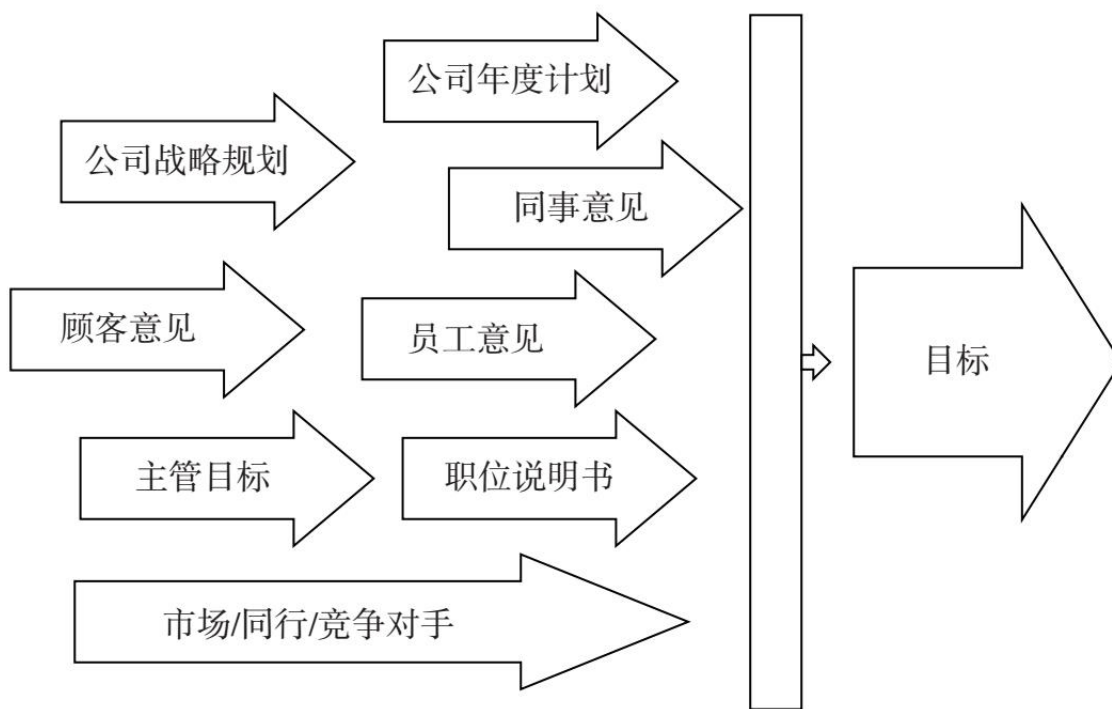 公司年度计划
公司战略规划
同事意见
顾客意见
员工意见
目标
主管目标
职位说明书
市场/同行/竞争对手